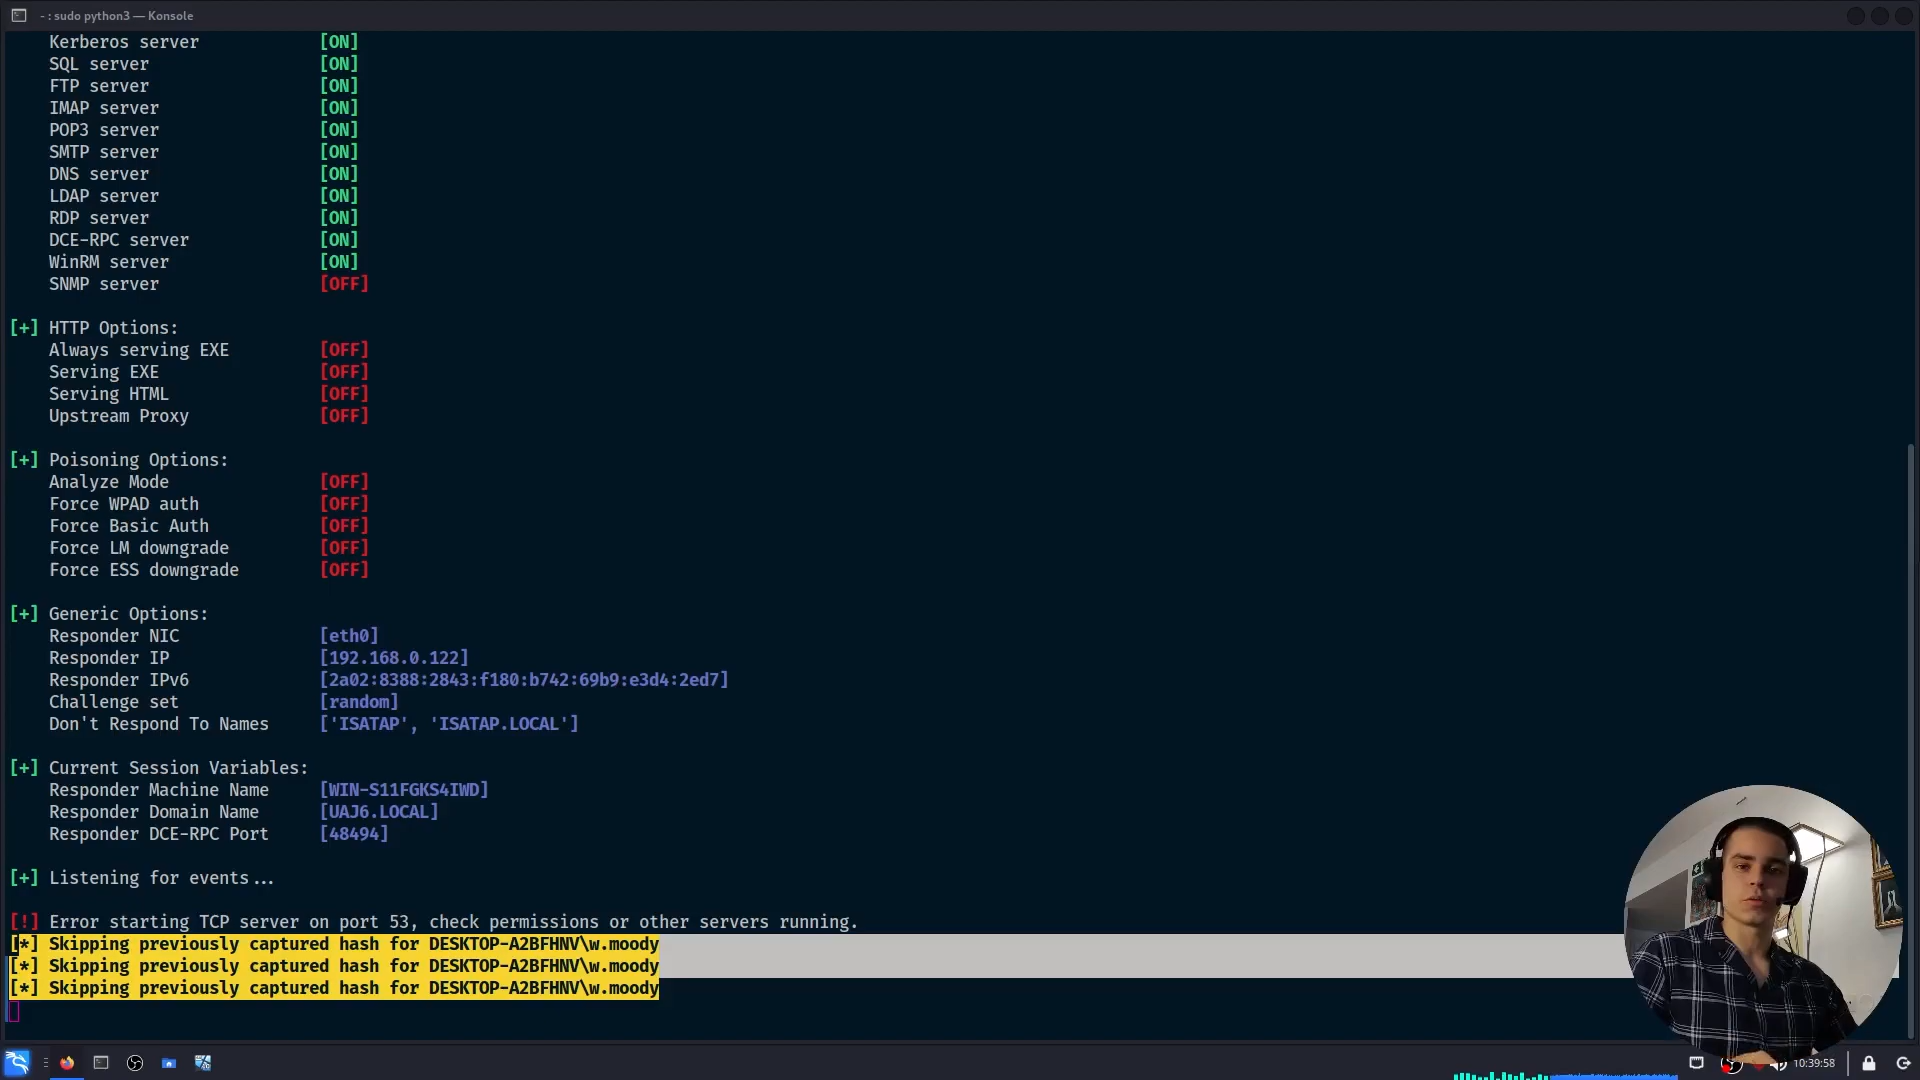 - : sudo python3 — Konsole
Kerberos server [ON]
SQL server [ON]
FTP server [ON]
IMAP server [ON]
POP3 server [ON]
SMTP server [ON]
DNS server [ON]
LDAP server [ON]
RDP server [ON]
DCE-RPC server [ON]
WinRM server [ON]
SNMP server [OFF]
[+] HTTP Options:
Always serving EXE [OFF]
Serving EXE [OFF]
Serving HTML [OFF]
Upstream Proxy [OFF]
[+] Poisoning Options:
Analyze Mode [OFF]
Force WPAD auth [OFF]
Force Basic Auth [OFF]
Force LM downgrade [OFF]
Force ESS downgrade [OFF]
[+] Generic Options:
Responder NIC [eth0]
Responder IP [192.168.0.122]
Responder IPv6 [2a02:8388:2843:f180:b742:69b9:e3d4:2ed7]
Challenge set [random]
Don't Respond To Names ['ISATAP', 'ISATAP.LOCAL']
[+] Current Session Variables:
Responder Machine Name [WIN-S11FGKS4IWD]
Responder Domain Name [UAJ6.LOCAL]
Responder DCE-RPC Port [48494]
[+] Listening for events...
[!] Error starting TCP server on port 53, check permissions or other servers running.
[*] Skipping previously captured hash for DESKTOP-A2BFHNV\w.moody
[*] Skipping previously captured hash for DESKTOP-A2BFHNV\w.moody
[*] Skipping previously captured hash for DESKTOP-A2BFHNV\w.moody
10:39:58